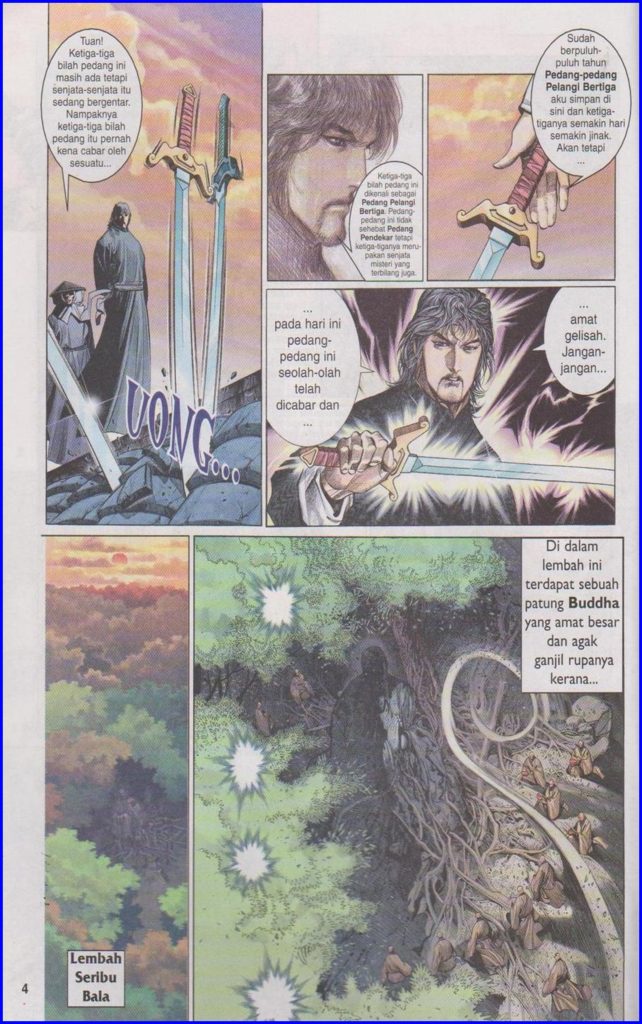 Tuan!
Ketiga-tiga
bilah pedang ini
masih ada tetapi
senjata-senjata itu
sedang bergentar.
Nampaknya
ketiga-tiga bilah
pedang itu pernah
kena cabar oleh
sesuatu...
Ketiga-tiga
bilah pedang ini
dikenali sebagai
Pedang Pelangi
Bertiga. Pedang-
pedang ini tidak
sehebat Pedang
Pendekar tetapi
ketiga-tiganya meru-
pakan senjata
misteri yang
terbilang juga.
Sudah
berpuluh-
puluh tahun
Pedang-pedang
Pelangi Bertiga
aku simpan di
sini dan ketiga-
tiganya semakin hari
semakin jinak.
Akan tetapi
...
UONG...
...
pada hari ini
pedang-
pedang ini
seolah-olah
telah
dicabar dan
...
...
amat
gelisah.
Jangan-
jangan...
Lembah
Seribu
Bala
Di dalam
lembah ini
terdapat sebuah
patung Buddha
yang amat besar
dan agak
ganjil rupanya
kerana...
4